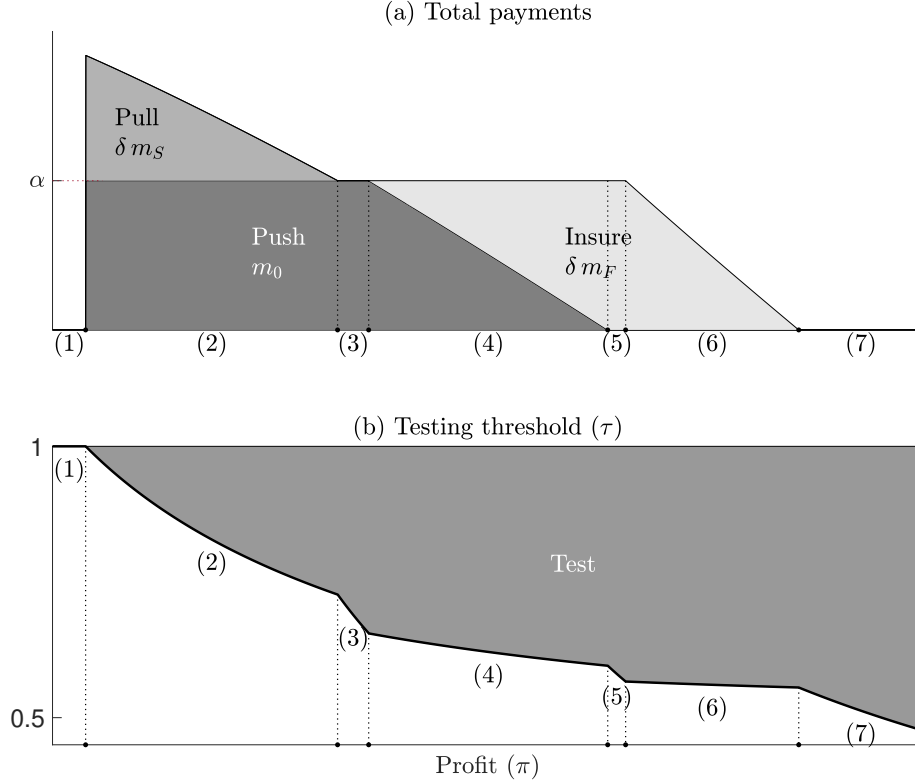 (a) Total payments
Pull
δ m_S
α
Push
m_0
Insure
δ m_F
(1) (2) (3) (4) (5) (6) (7)
(b) Testing threshold (τ)
1
(1)
Test
(2)
(3)
(4)
(5)
(6)
0.5
(7)
Profit (π)